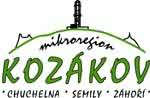 mikroregion
KOZÁKOV
• CHUCHELNA • SEMILY • ZÁHOŘÍ •